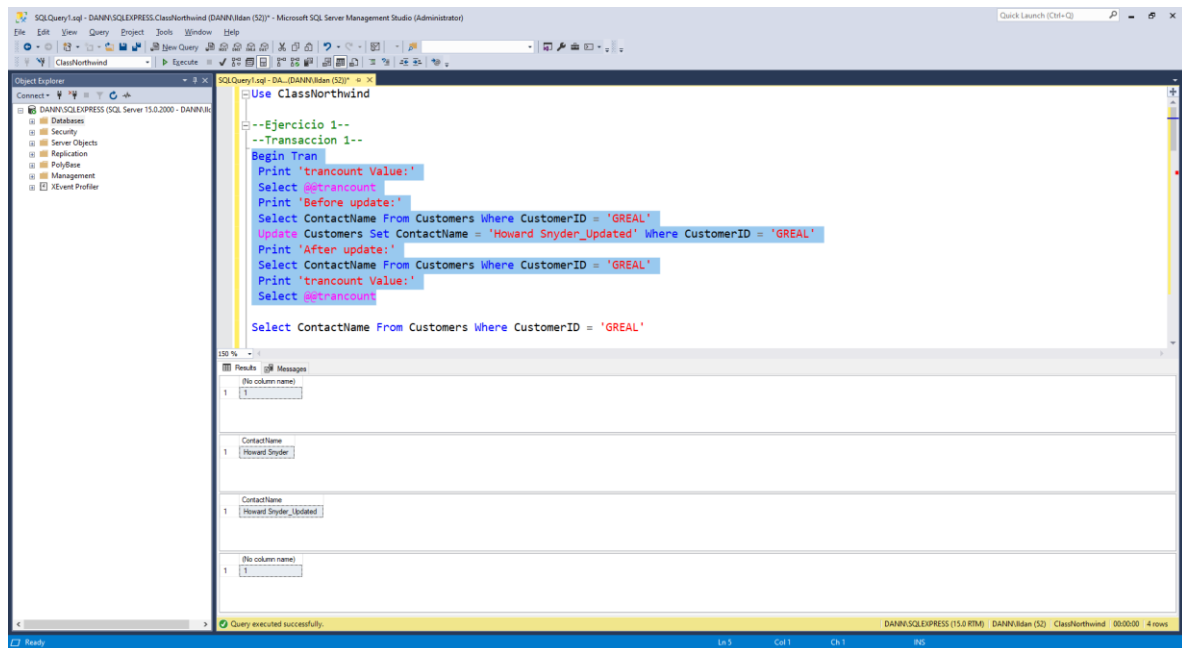 SQLQuery1.sql - DANN\SQLEXPRESS.ClassNorthwind (DANN\Ildan (52))* - Microsoft SQL Server Management Studio (Administrator)
Quick Launch (Ctrl+Q)
File Edit View Query Project Tools Window Help
New Query
ClassNorthwind
Execute
Object Explorer
SQLQuery1.sql - DA...(DANN\Ildan (52))*
Connect
DANN\SQLEXPRESS (SQL Server 15.0.2000 - DANN\Ild
Databases
Security
Server Objects
Replication
PolyBase
Management
XEvent Profiler
Use ClassNorthwind
--Ejercicio 1--
--Transaccion 1--
Begin Tran
Print 'trancount Value:'
Select @@trancount
Print 'Before update:'
Select ContactName From Customers Where CustomerID = 'GREAL'
Update Customers Set ContactName = 'Howard Snyder_Updated' Where CustomerID = 'GREAL'
Print 'After update:'
Select ContactName From Customers Where CustomerID = 'GREAL'
Print 'trancount Value:'
Select @@trancount
Select ContactName From Customers Where CustomerID = 'GREAL'
150 %
Results Messages
(No column name)
1 1
ContactName
1 Howard Snyder
ContactName
1 Howard Snyder_Updated
(No column name)
1 1
Query executed successfully.
DANN\SQLEXPRESS (15.0 RTM) DANN\Ildan (52) ClassNorthwind 00:00:00 4 rows
Ready
Ln 5 Col 1 Ch 1 INS